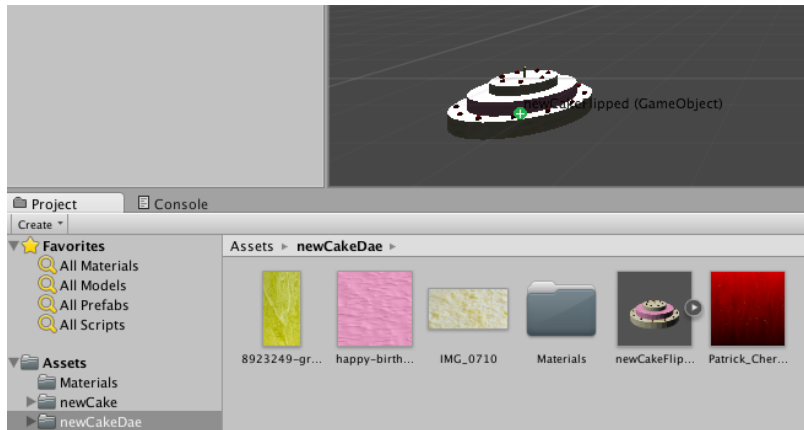 newCakeFlipped (GameObject)
Project
Console
Create
Favorites
All Materials
All Models
All Prefabs
All Scripts
Assets
Materials
newCake
newCakeDae
Assets newCakeDae
8923249-gr...
happy-birth...
IMG_0710
Materials
newCakeFlip...
Patrick_Cher...